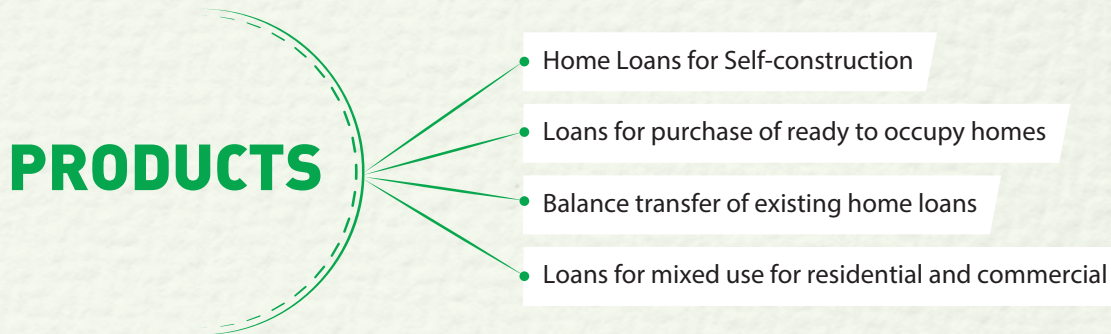 PRODUCTS
Home Loans for Self-construction
Loans for purchase of ready to occupy homes
Balance transfer of existing home loans
Loans for mixed use for residential and commercial